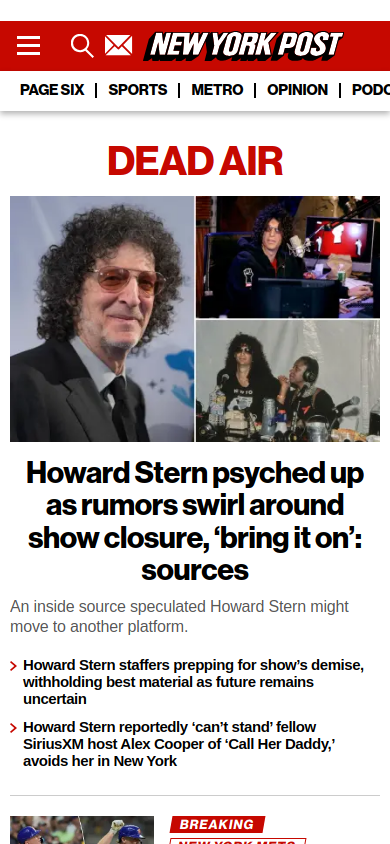 NEW YORK POST
PAGE SIX | SPORTS | METRO | OPINION | PODC
DEAD AIR
Howard Stern psyched up
as rumors swirl around
show closure, ‘bring it on’:
sources
An inside source speculated Howard Stern might
move to another platform.
Howard Stern staffers prepping for show’s demise,
withholding best material as future remains
uncertain
Howard Stern reportedly ‘can’t stand’ fellow
SiriusXM host Alex Cooper of ‘Call Her Daddy,’
avoids her in New York
BREAKING
NEW YORK METS